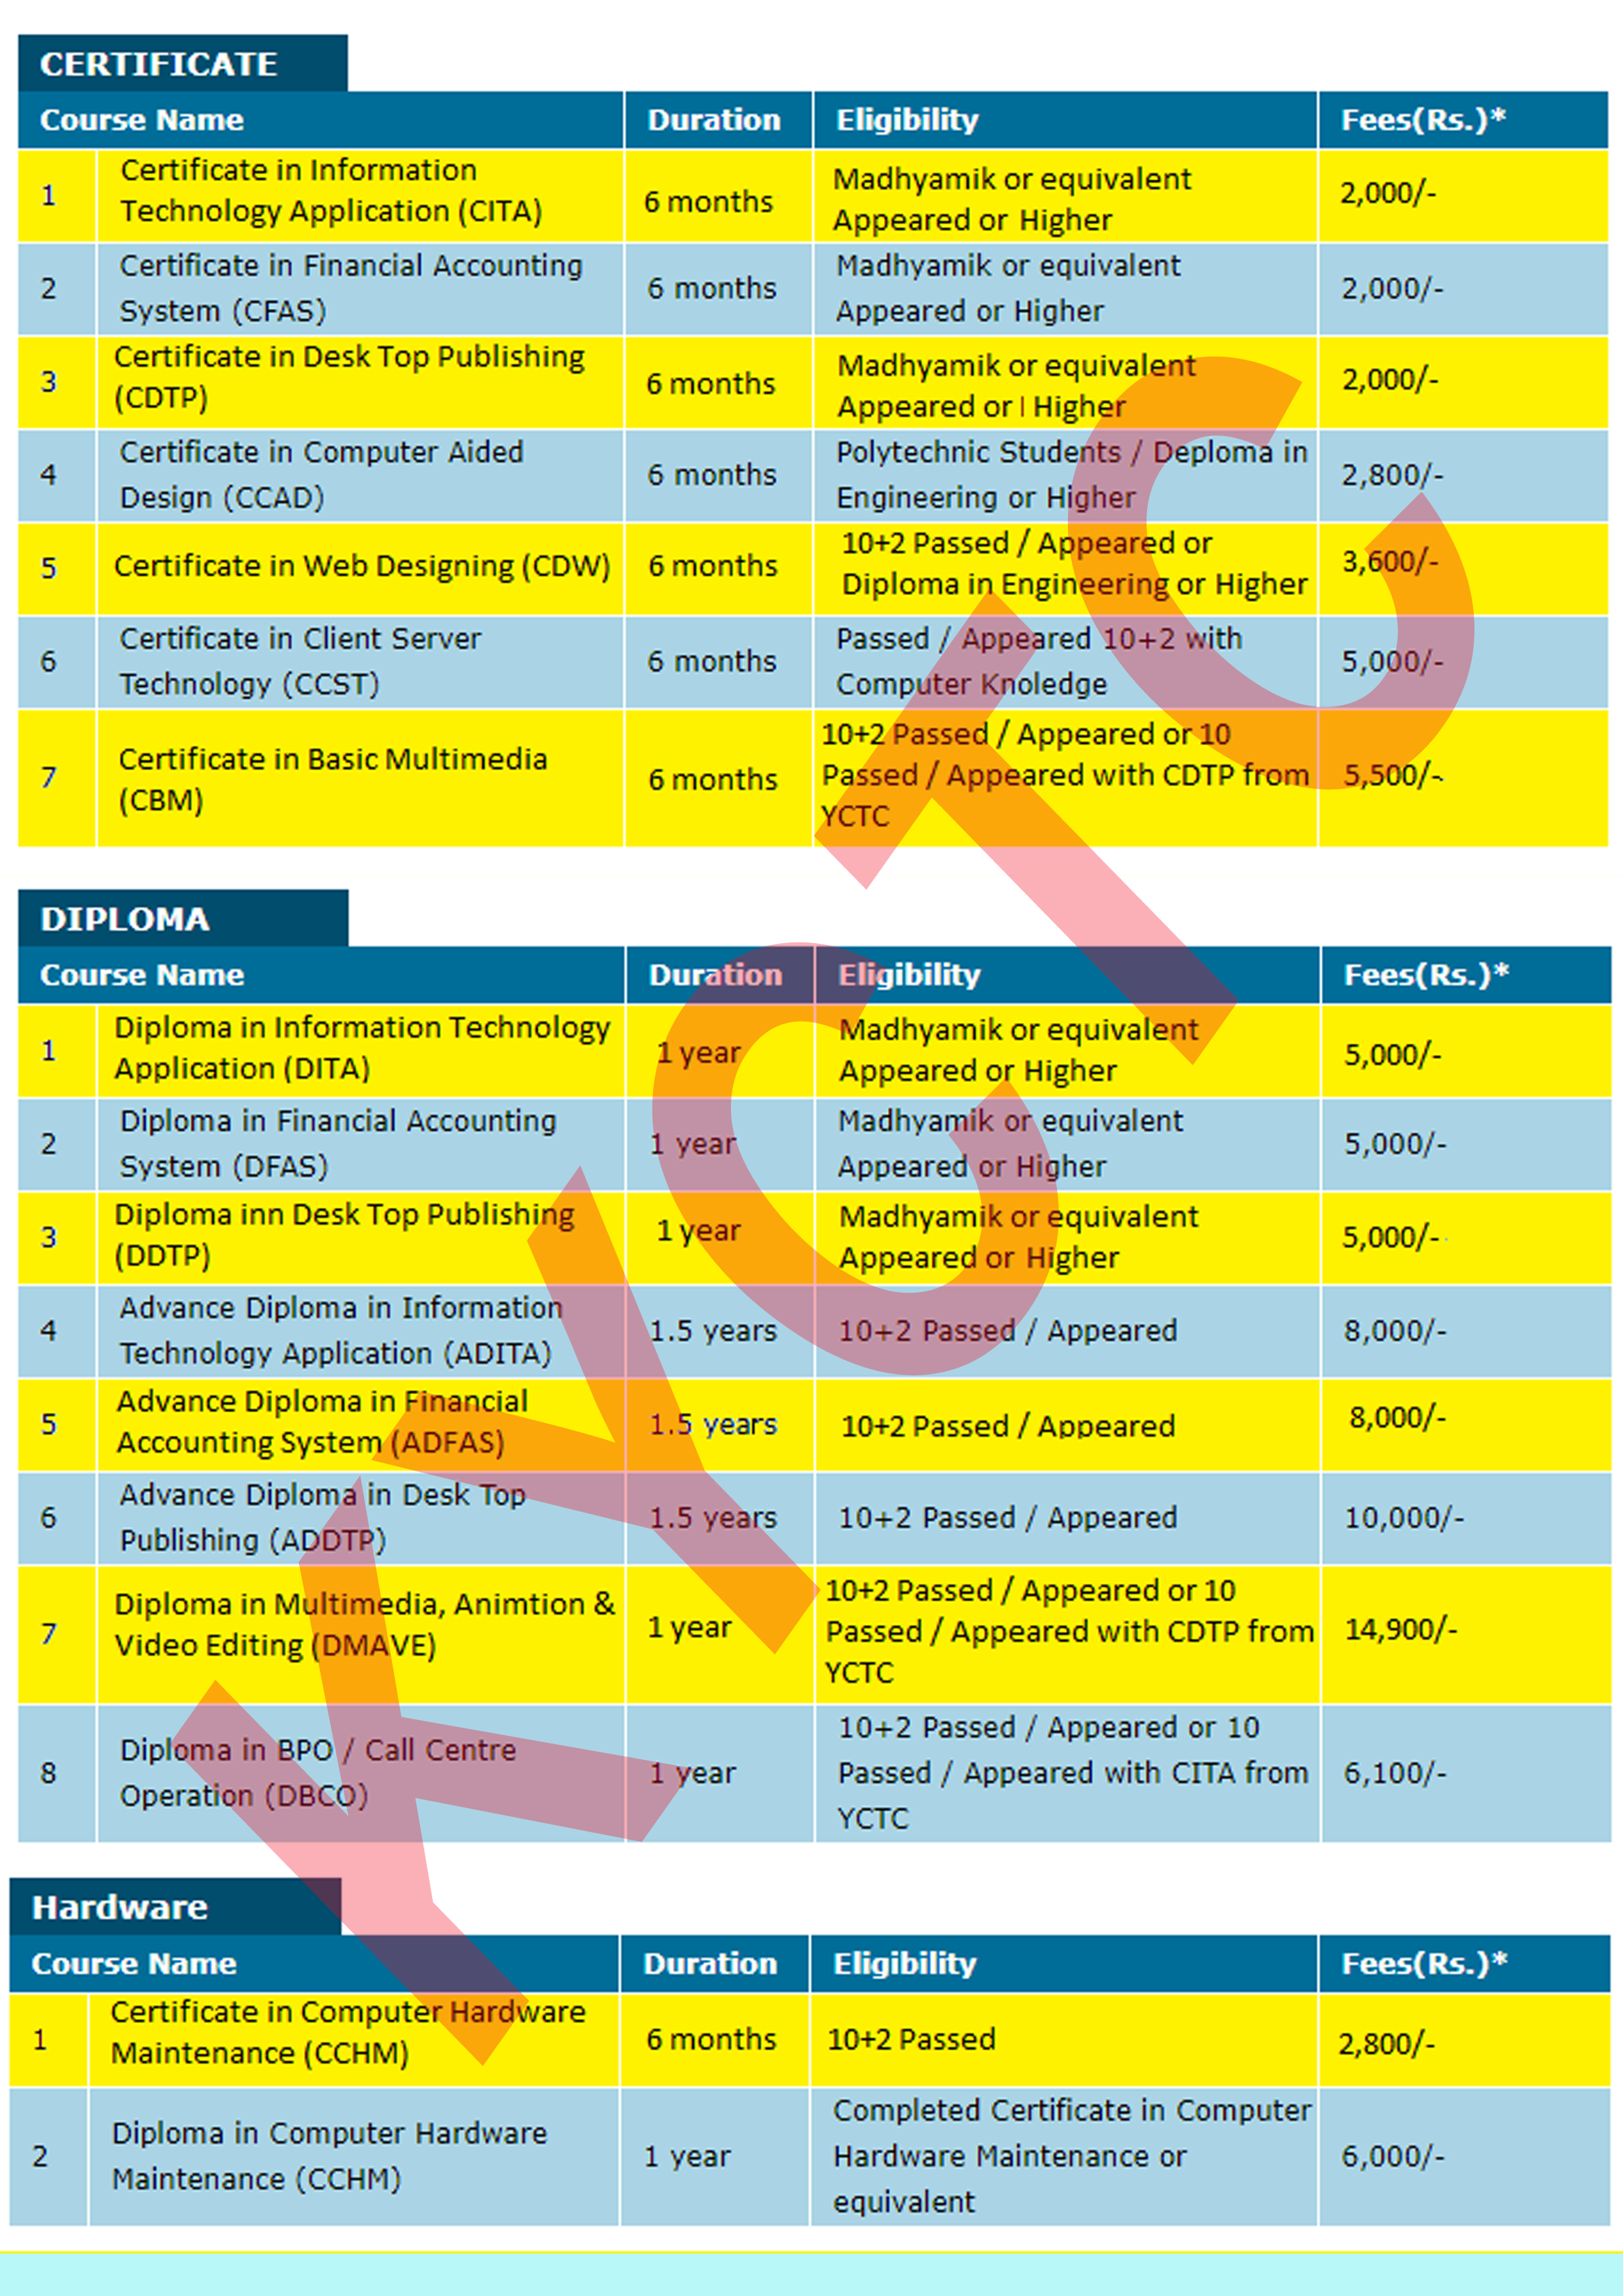 CERTIFICATE
Course Name Duration Eligibility Fees(Rs.)*
1 Certificate in Information Technology Application (CITA) 6 months Madhyamik or equivalent Appeared or Higher 2,000/-
2 Certificate in Financial Accounting System (CFAS) 6 months Madhyamik or equivalent Appeared or Higher 2,000/-
3 Certificate in Desk Top Publishing (CDTP) 6 months Madhyamik or equivalent Appeared or l Higher 2,000/-
4 Certificate in Computer Aided Design (CCAD) 6 months Polytechnic Students / Deploma in Engineering or Higher 2,800/-
5 Certificate in Web Designing (CDW) 6 months 10+2 Passed / Appeared or Diploma in Engineering or Higher 3,600/-
6 Certificate in Client Server Technology (CCST) 6 months Passed / Appeared 10+2 with Computer Knoledge 5,000/-
7 Certificate in Basic Multimedia (CBM) 6 months 10+2 Passed / Appeared or 10 Passed / Appeared with CDTP from YCTC 5,500/-
DIPLOMA
Course Name Duration Eligibility Fees(Rs.)*
1 Diploma in Information Technology Application (DITA) 1 year Madhyamik or equivalent Appeared or Higher 5,000/-
2 Diploma in Financial Accounting System (DFAS) 1 year Madhyamik or equivalent Appeared or Higher 5,000/-
3 Diploma inn Desk Top Publishing (DDTP) 1 year Madhyamik or equivalent Appeared or Higher 5,000/-
4 Advance Diploma in Information Technology Application (ADITA) 1.5 years 10+2 Passed / Appeared 8,000/-
5 Advance Diploma in Financial Accounting System (ADFAS) 1.5 years 10+2 Passed / Appeared 8,000/-
6 Advance Diploma in Desk Top Publishing (ADDTP) 1.5 years 10+2 Passed / Appeared 10,000/-
7 Diploma in Multimedia, Animtion & Video Editing (DMAVE) 1 year 10+2 Passed / Appeared or 10 Passed / Appeared with CDTP from YCTC 14,900/-
8 Diploma in BPO / Call Centre Operation (DBCO) 1 year 10+2 Passed / Appeared or 10 Passed / Appeared with CITA from YCTC 6,100/-
Hardware
Course Name Duration Eligibility Fees(Rs.)*
1 Certificate in Computer Hardware Maintenance (CCHM) 6 months 10+2 Passed 2,800/-
2 Diploma in Computer Hardware Maintenance (CCHM) 1 year Completed Certificate in Computer Hardware Maintenance or equivalent 6,000/-
KYCTC